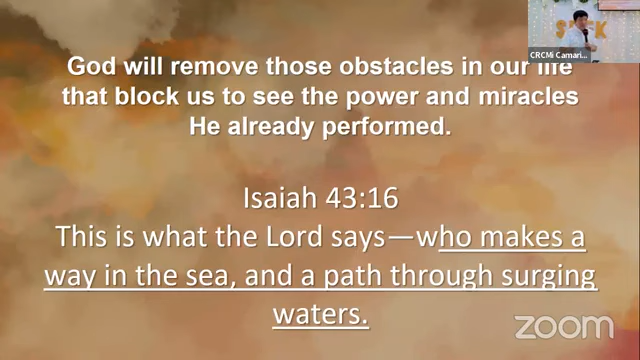 God will remove those obstacles in our life
that block us to see the power and miracles
He already performed.
Isaiah 43:16
This is what the Lord says—who makes a
way in the sea, and a path through surging
waters.
CRCMi Camari...
zoom